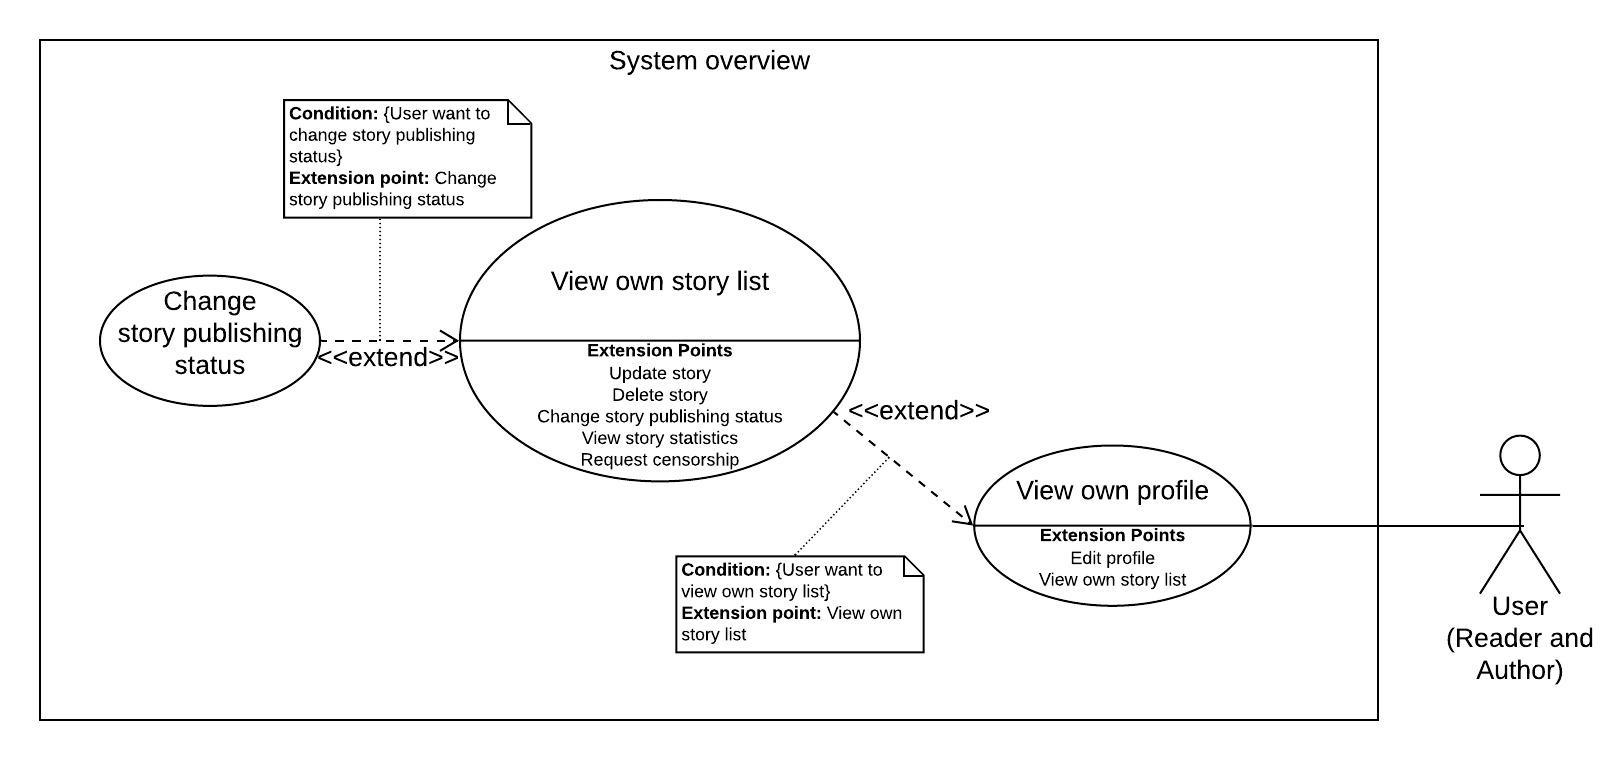 System overview
Condition: {User want to
change story publishing
status}
Extension point: Change
story publishing status
Change
story publishing
status
<<extend>>
View own story list
Extension Points
Update story
Delete story
Change story publishing status
View story statistics
Request censorship
<<extend>>
Condition: {User want to
view own story list}
Extension point: View own
story list
View own profile
Extension Points
Edit profile
View own story list
User
(Reader and
Author)